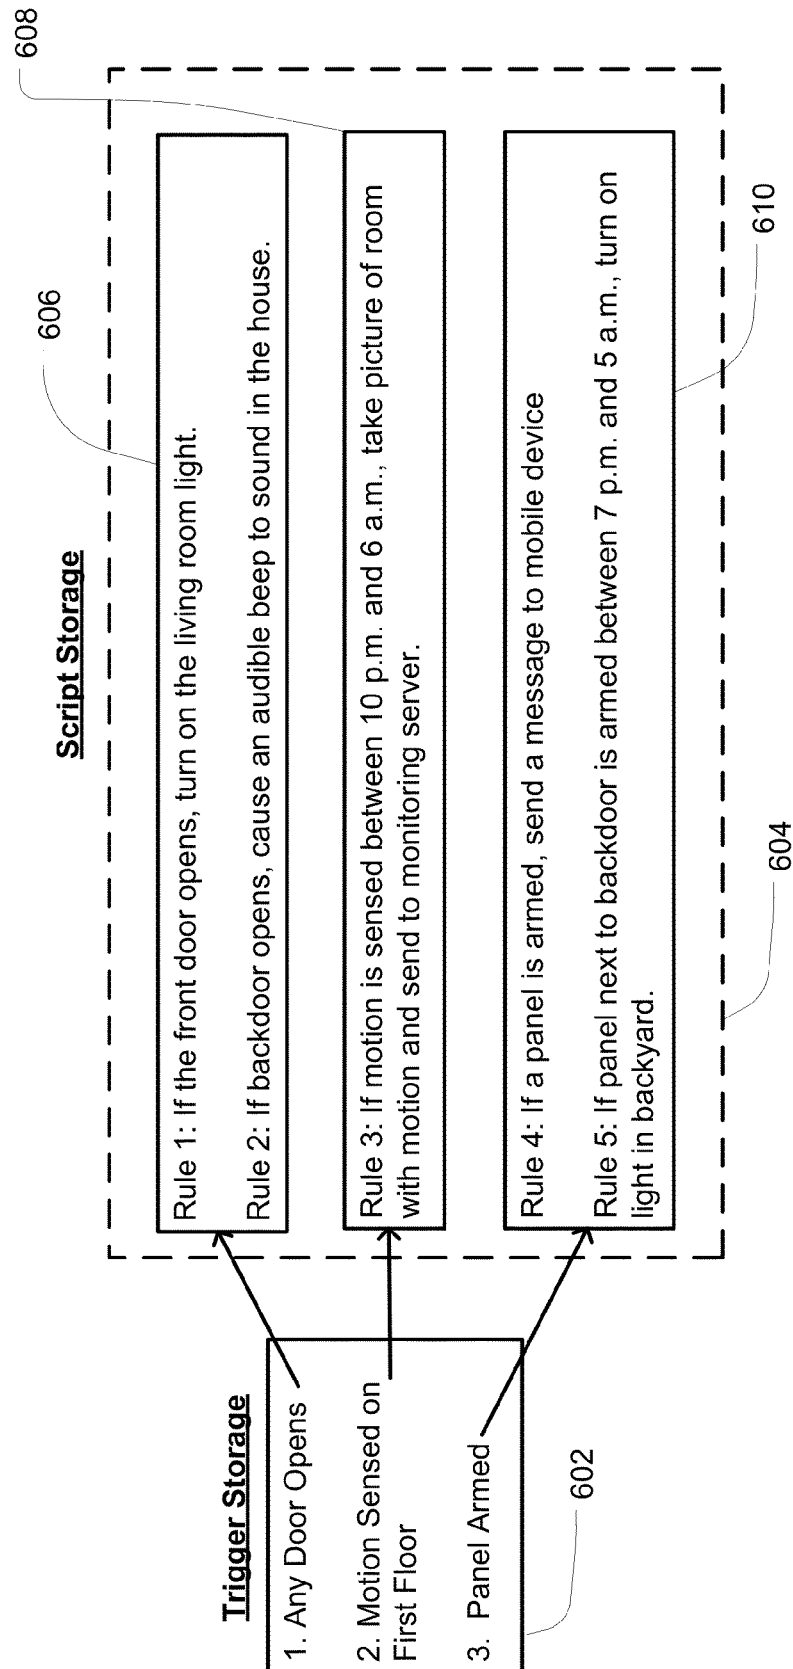 Trigger Storage
1. Any Door Opens
2. Motion Sensed on
First Floor
3. Panel Armed
602
Script Storage
606
608
Rule 1: If the front door opens, turn on the living room light.
Rule 2: If backdoor opens, cause an audible beep to sound in the house.
Rule 3: If motion is sensed between 10 p.m. and 6 a.m., take picture of room
with motion and send to monitoring server.
Rule 4: If a panel is armed, send a message to mobile device
Rule 5: If panel next to backdoor is armed between 7 p.m. and 5 a.m., turn on
light in backyard.
604
610